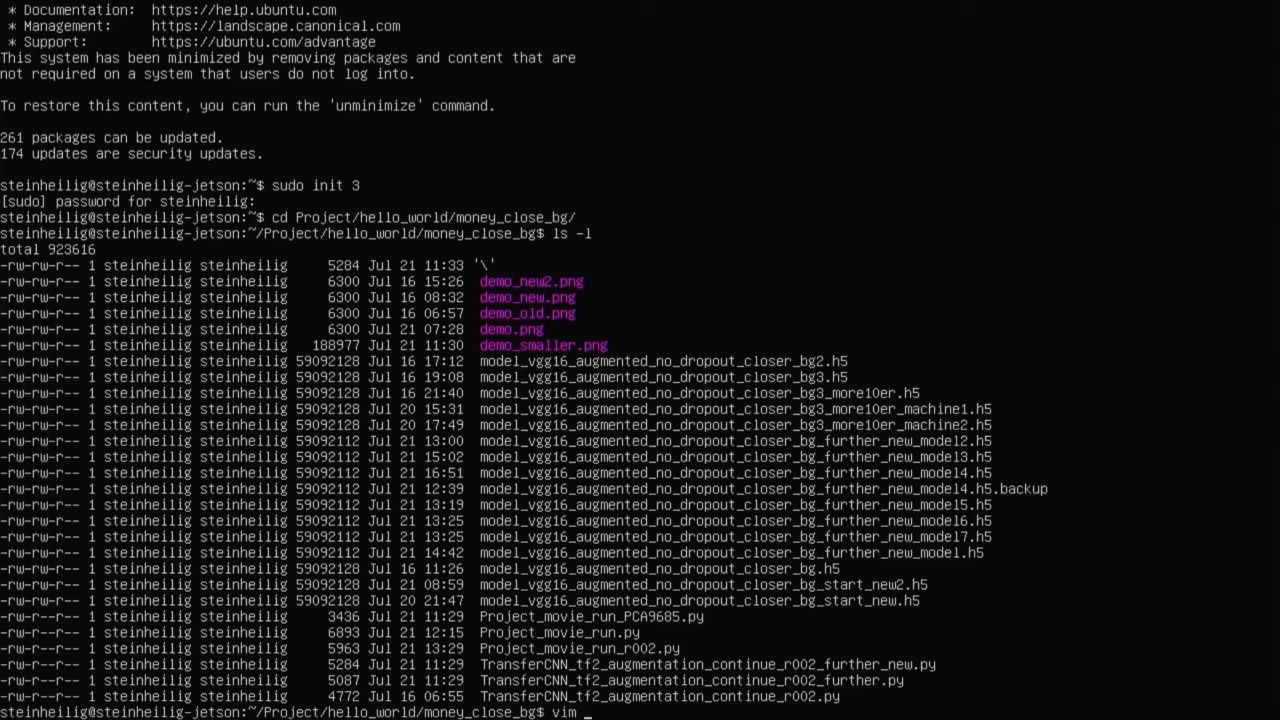 * Documentation:  https://help.ubuntu.com
* Management:     https://landscape.canonical.com
* Support:        https://ubuntu.com/advantage
This system has been minimized by removing packages and content that are
not required on a system that users do not log into.
To restore this content, you can run the 'unminimize' command.
261 packages can be updated.
174 updates are security updates.
steinheilig@steinheilig-jetson:~$ sudo init 3
[sudo] password for steinheilig:
steinheilig@steinheilig-jetson:~$ cd Project/hello_world/money_close_bg/
steinheilig@steinheilig-jetson:~/Project/hello_world/money_close_bg$ ls -l
total 923616
-rw-rw-r-- 1 steinheilig steinheilig     5284 Jul 21 11:33 '\'
-rw-rw-r-- 1 steinheilig steinheilig     6300 Jul 16 15:26  demo_new2.png
-rw-rw-r-- 1 steinheilig steinheilig     6300 Jul 16 08:32  demo_new.png
-rw-rw-r-- 1 steinheilig steinheilig     6300 Jul 16 06:57  demo_old.png
-rw-rw-r-- 1 steinheilig steinheilig     6300 Jul 21 07:28  demo.png
-rw-rw-r-- 1 steinheilig steinheilig   188977 Jul 21 11:30  demo_smaller.png
-rw-rw-r-- 1 steinheilig steinheilig 59092128 Jul 16 17:12  model_vgg16_augmented_no_dropout_closer_bg2.h5
-rw-rw-r-- 1 steinheilig steinheilig 59092128 Jul 16 19:08  model_vgg16_augmented_no_dropout_closer_bg3.h5
-rw-rw-r-- 1 steinheilig steinheilig 59092128 Jul 16 21:40  model_vgg16_augmented_no_dropout_closer_bg3_more10er.h5
-rw-rw-r-- 1 steinheilig steinheilig 59092128 Jul 20 15:31  model_vgg16_augmented_no_dropout_closer_bg3_more10er_machine1.h5
-rw-rw-r-- 1 steinheilig steinheilig 59092128 Jul 20 17:49  model_vgg16_augmented_no_dropout_closer_bg3_more10er_machine2.h5
-rw-rw-r-- 1 steinheilig steinheilig 59092112 Jul 21 13:00  model_vgg16_augmented_no_dropout_closer_bg_further_new_model2.h5
-rw-rw-r-- 1 steinheilig steinheilig 59092112 Jul 21 15:02  model_vgg16_augmented_no_dropout_closer_bg_further_new_model3.h5
-rw-rw-r-- 1 steinheilig steinheilig 59092112 Jul 21 16:51  model_vgg16_augmented_no_dropout_closer_bg_further_new_model4.h5
-rw-rw-r-- 1 steinheilig steinheilig 59092112 Jul 21 12:39  model_vgg16_augmented_no_dropout_closer_bg_further_new_model4.h5.backup
-rw-rw-r-- 1 steinheilig steinheilig 59092112 Jul 21 13:19  model_vgg16_augmented_no_dropout_closer_bg_further_new_model5.h5
-rw-rw-r-- 1 steinheilig steinheilig 59092112 Jul 21 13:25  model_vgg16_augmented_no_dropout_closer_bg_further_new_model6.h5
-rw-rw-r-- 1 steinheilig steinheilig 59092112 Jul 21 13:25  model_vgg16_augmented_no_dropout_closer_bg_further_new_model7.h5
-rw-rw-r-- 1 steinheilig steinheilig 59092112 Jul 21 14:42  model_vgg16_augmented_no_dropout_closer_bg_further_new_model.h5
-rw-rw-r-- 1 steinheilig steinheilig 59092128 Jul 16 11:26  model_vgg16_augmented_no_dropout_closer_bg.h5
-rw-rw-r-- 1 steinheilig steinheilig 59092128 Jul 21 08:59  model_vgg16_augmented_no_dropout_closer_bg_start_new2.h5
-rw-rw-r-- 1 steinheilig steinheilig 59092128 Jul 20 21:47  model_vgg16_augmented_no_dropout_closer_bg_start_new.h5
-rw-r--r-- 1 steinheilig steinheilig     3436 Jul 21 11:29  Project_movie_run_PCA9685.py
-rw-r--r-- 1 steinheilig steinheilig     6893 Jul 21 12:15  Project_movie_run.py
-rw-r--r-- 1 steinheilig steinheilig     5963 Jul 21 13:29  Project_movie_run_r002.py
-rw-r--r-- 1 steinheilig steinheilig     5284 Jul 21 11:29  TransferCNN_tf2_augmentation_continue_r002_further_new.py
-rw-r--r-- 1 steinheilig steinheilig     5087 Jul 21 11:29  TransferCNN_tf2_augmentation_continue_r002_further.py
-rw-r--r-- 1 steinheilig steinheilig     4772 Jul 16 06:55  TransferCNN_tf2_augmentation_continue_r002.py
steinheilig@steinheilig-jetson:~/Project/hello_world/money_close_bg$ vim _